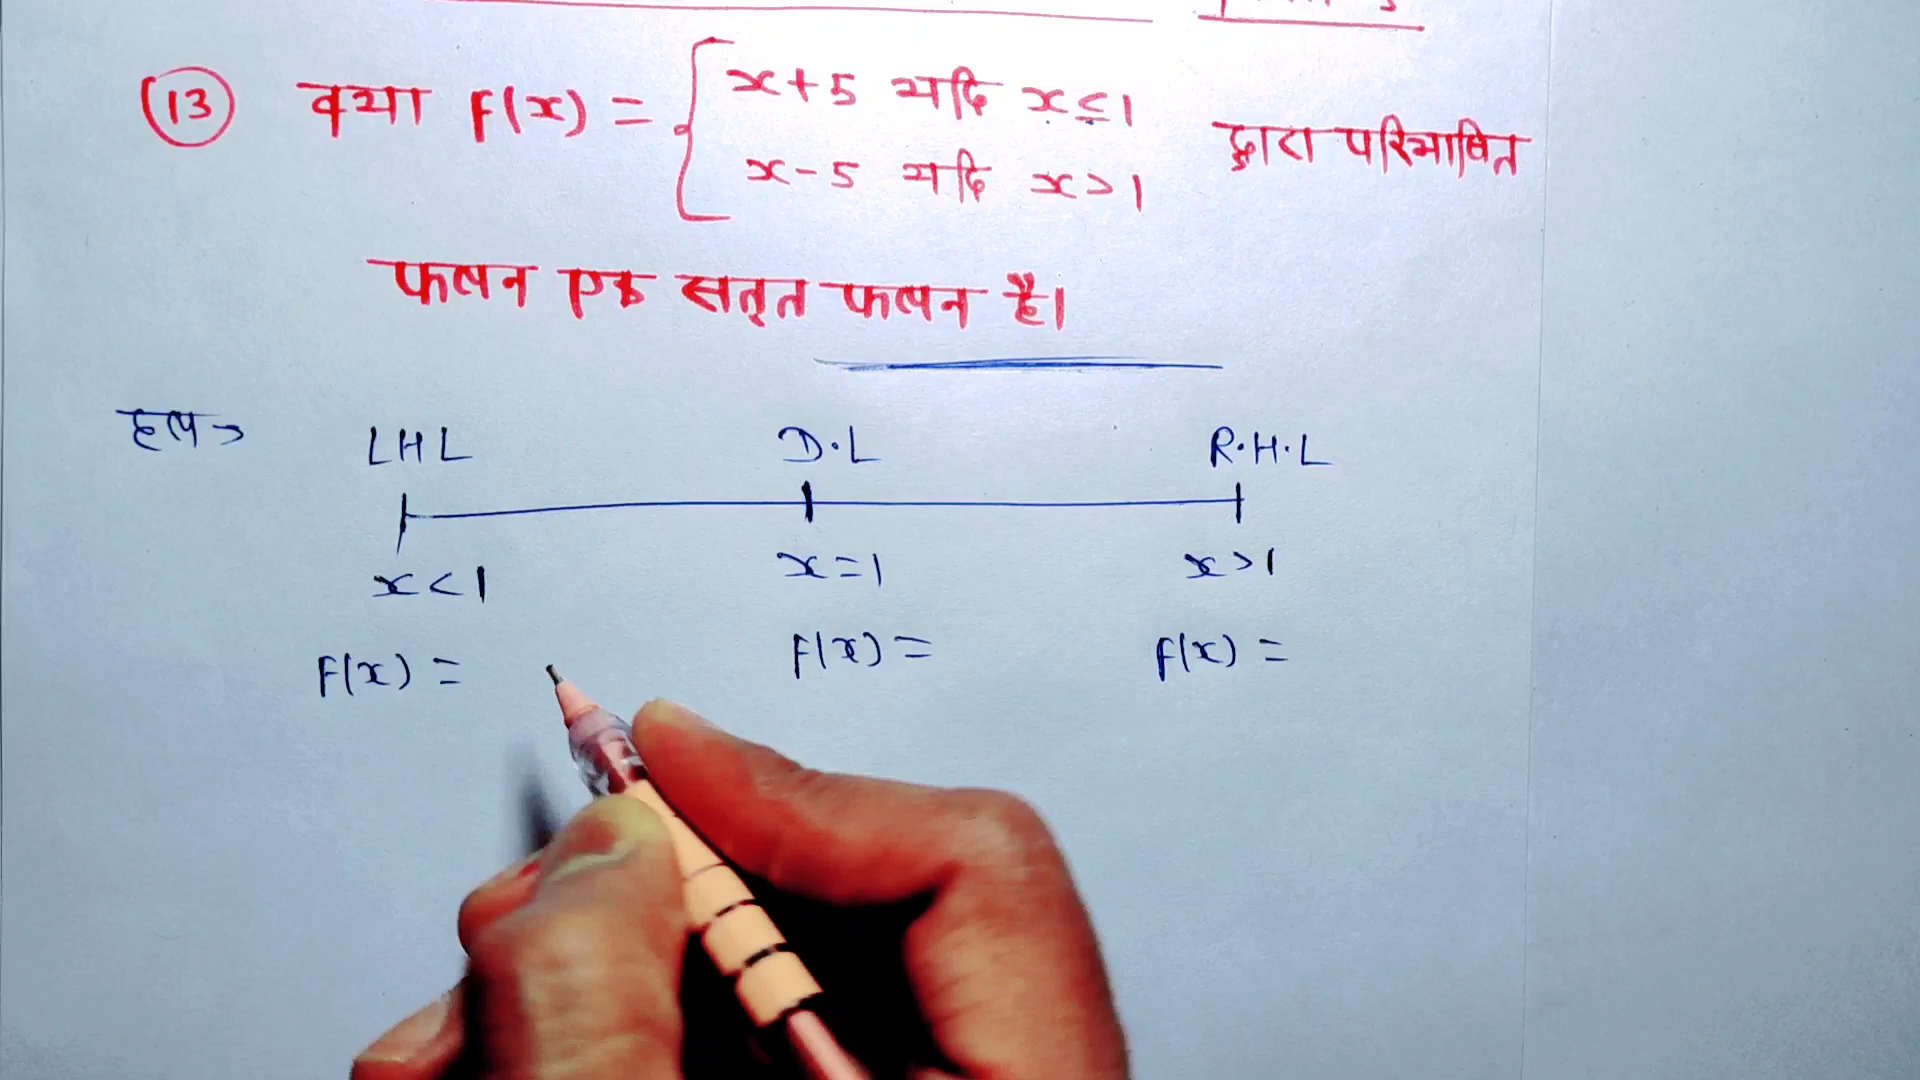 (13) क्या F(x) = { x+5 यदि x≤1
x-5 यदि x>1 द्वारा परिभाषित
फलन एक सतत फलन है।
हल→ LHL D.L R.H.L
x<1 x=1 x>1
F(x) = F(x) = F(x) =